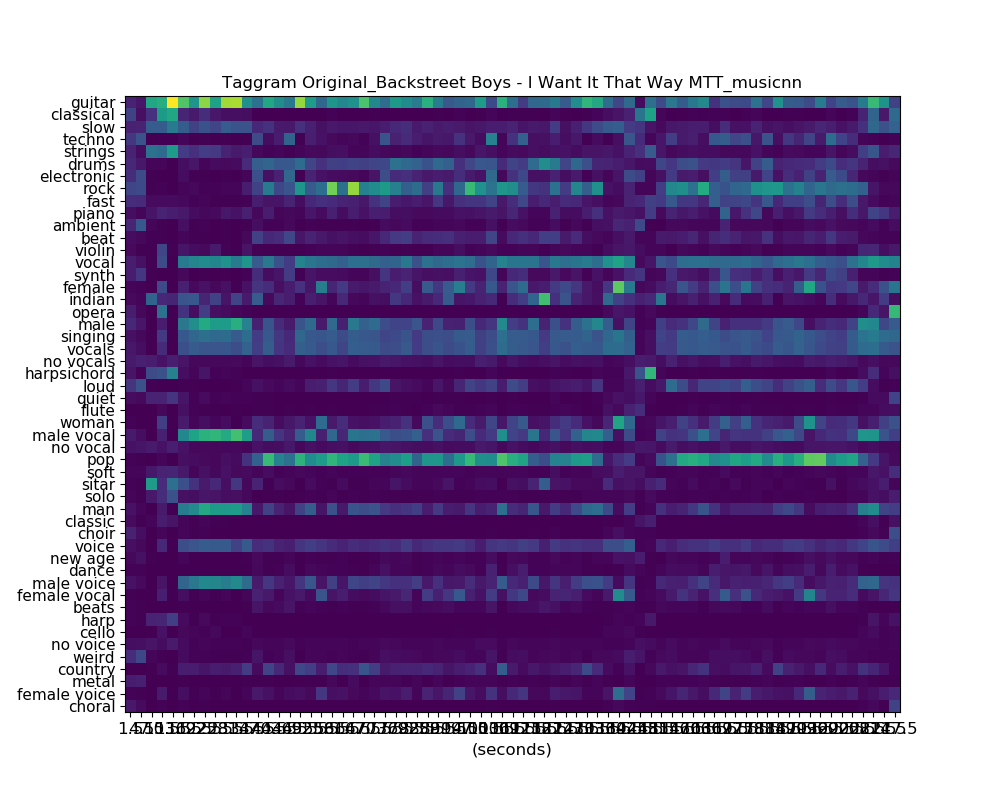 Taggram Original_Backstreet Boys - I Want It That Way MTT_musicnn
guitar
classical
slow
techno
strings
drums
electronic
rock
fast
piano
ambient
beat
violin
vocal
synth
female
indian
opera
male
singing
vocals
no vocals
harpsichord
loud
quiet
flute
woman
male vocal
no vocal
pop
soft
sitar
solo
man
classic
choir
voice
new age
dance
male voice
female vocal
beats
harp
cello
no voice
weird
country
metal
female voice
choral
(seconds)